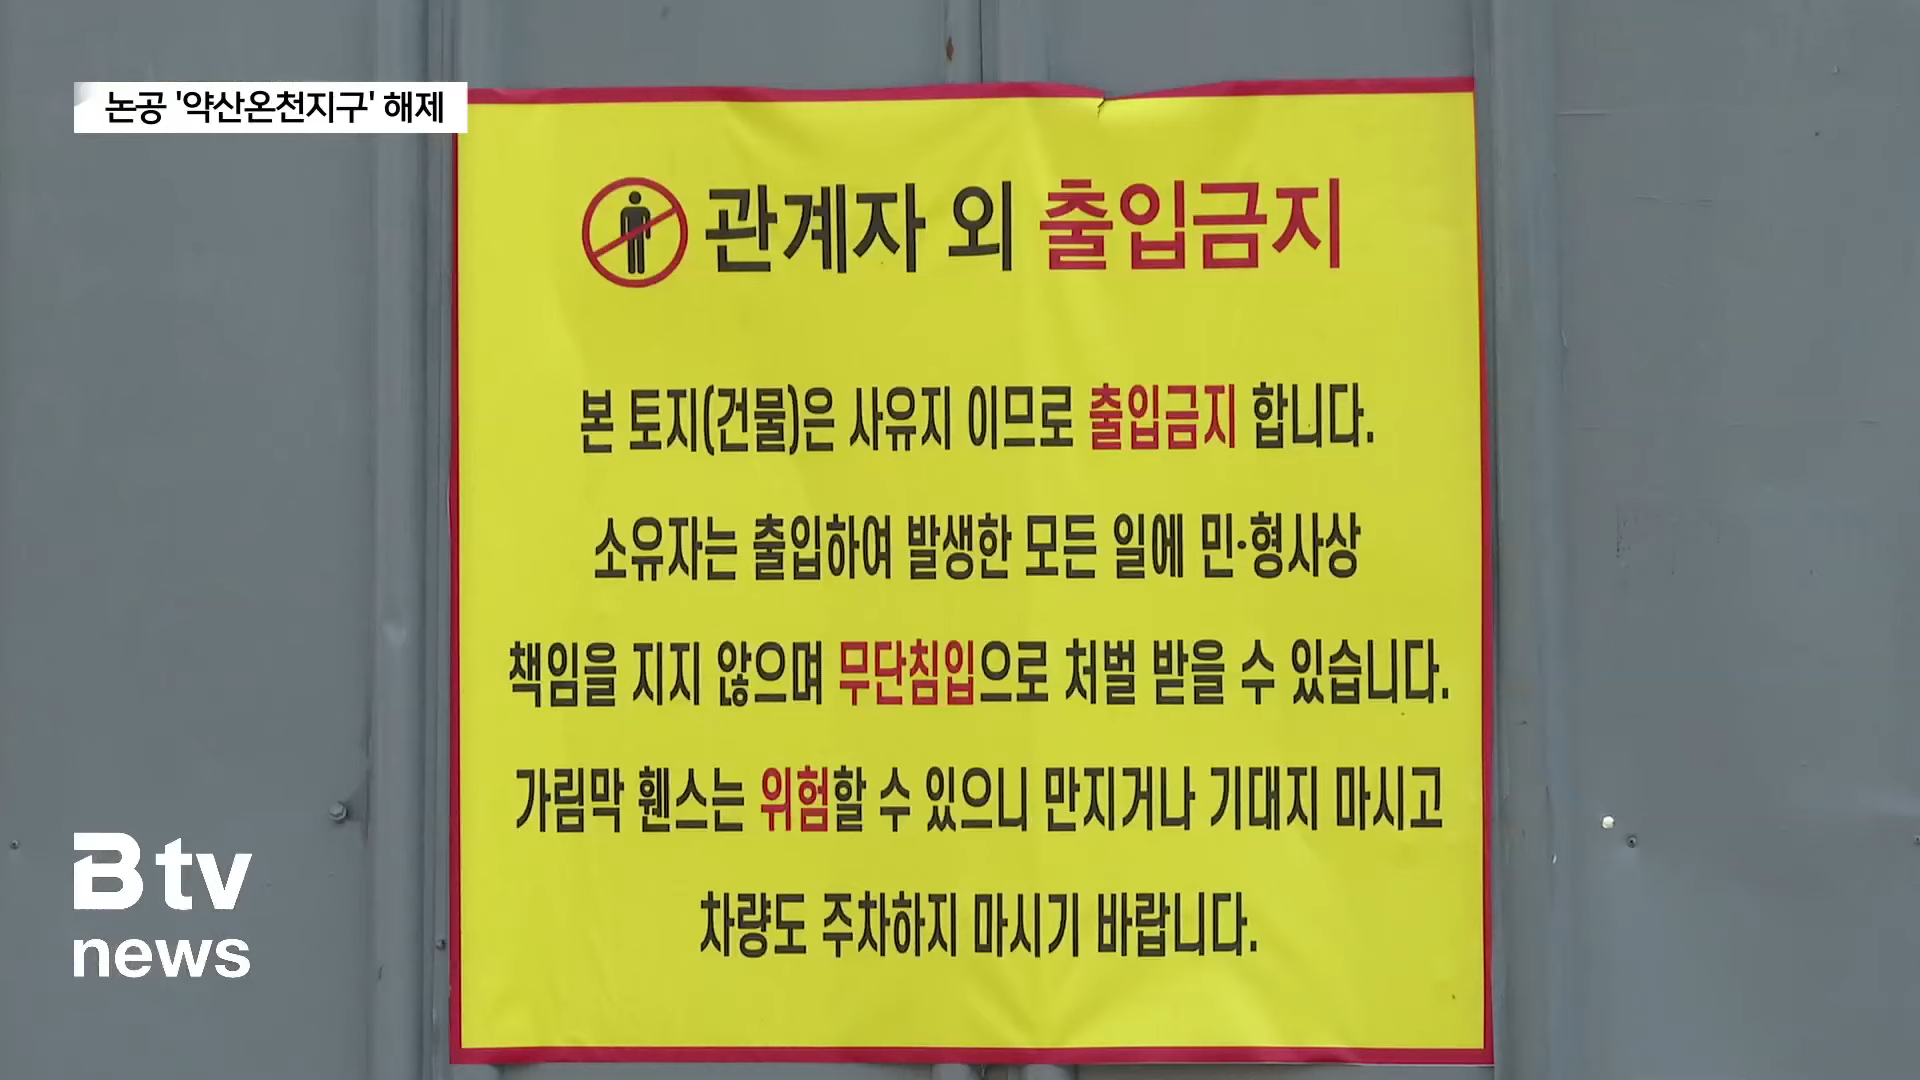 논공 '약산온천지구' 해제
관계자 외 출입금지
본 토지(건물)은 사유지 이므로 출입금지 합니다.
소유자는 출입하여 발생한 모든 일에 민·형사상
책임을 지지 않으며 무단침입으로 처벌 받을 수 있습니다.
가림막 휀스는 위험할 수 있으니 만지거나 기대지 마시고
차량도 주차하지 마시기 바랍니다.
B tv
news